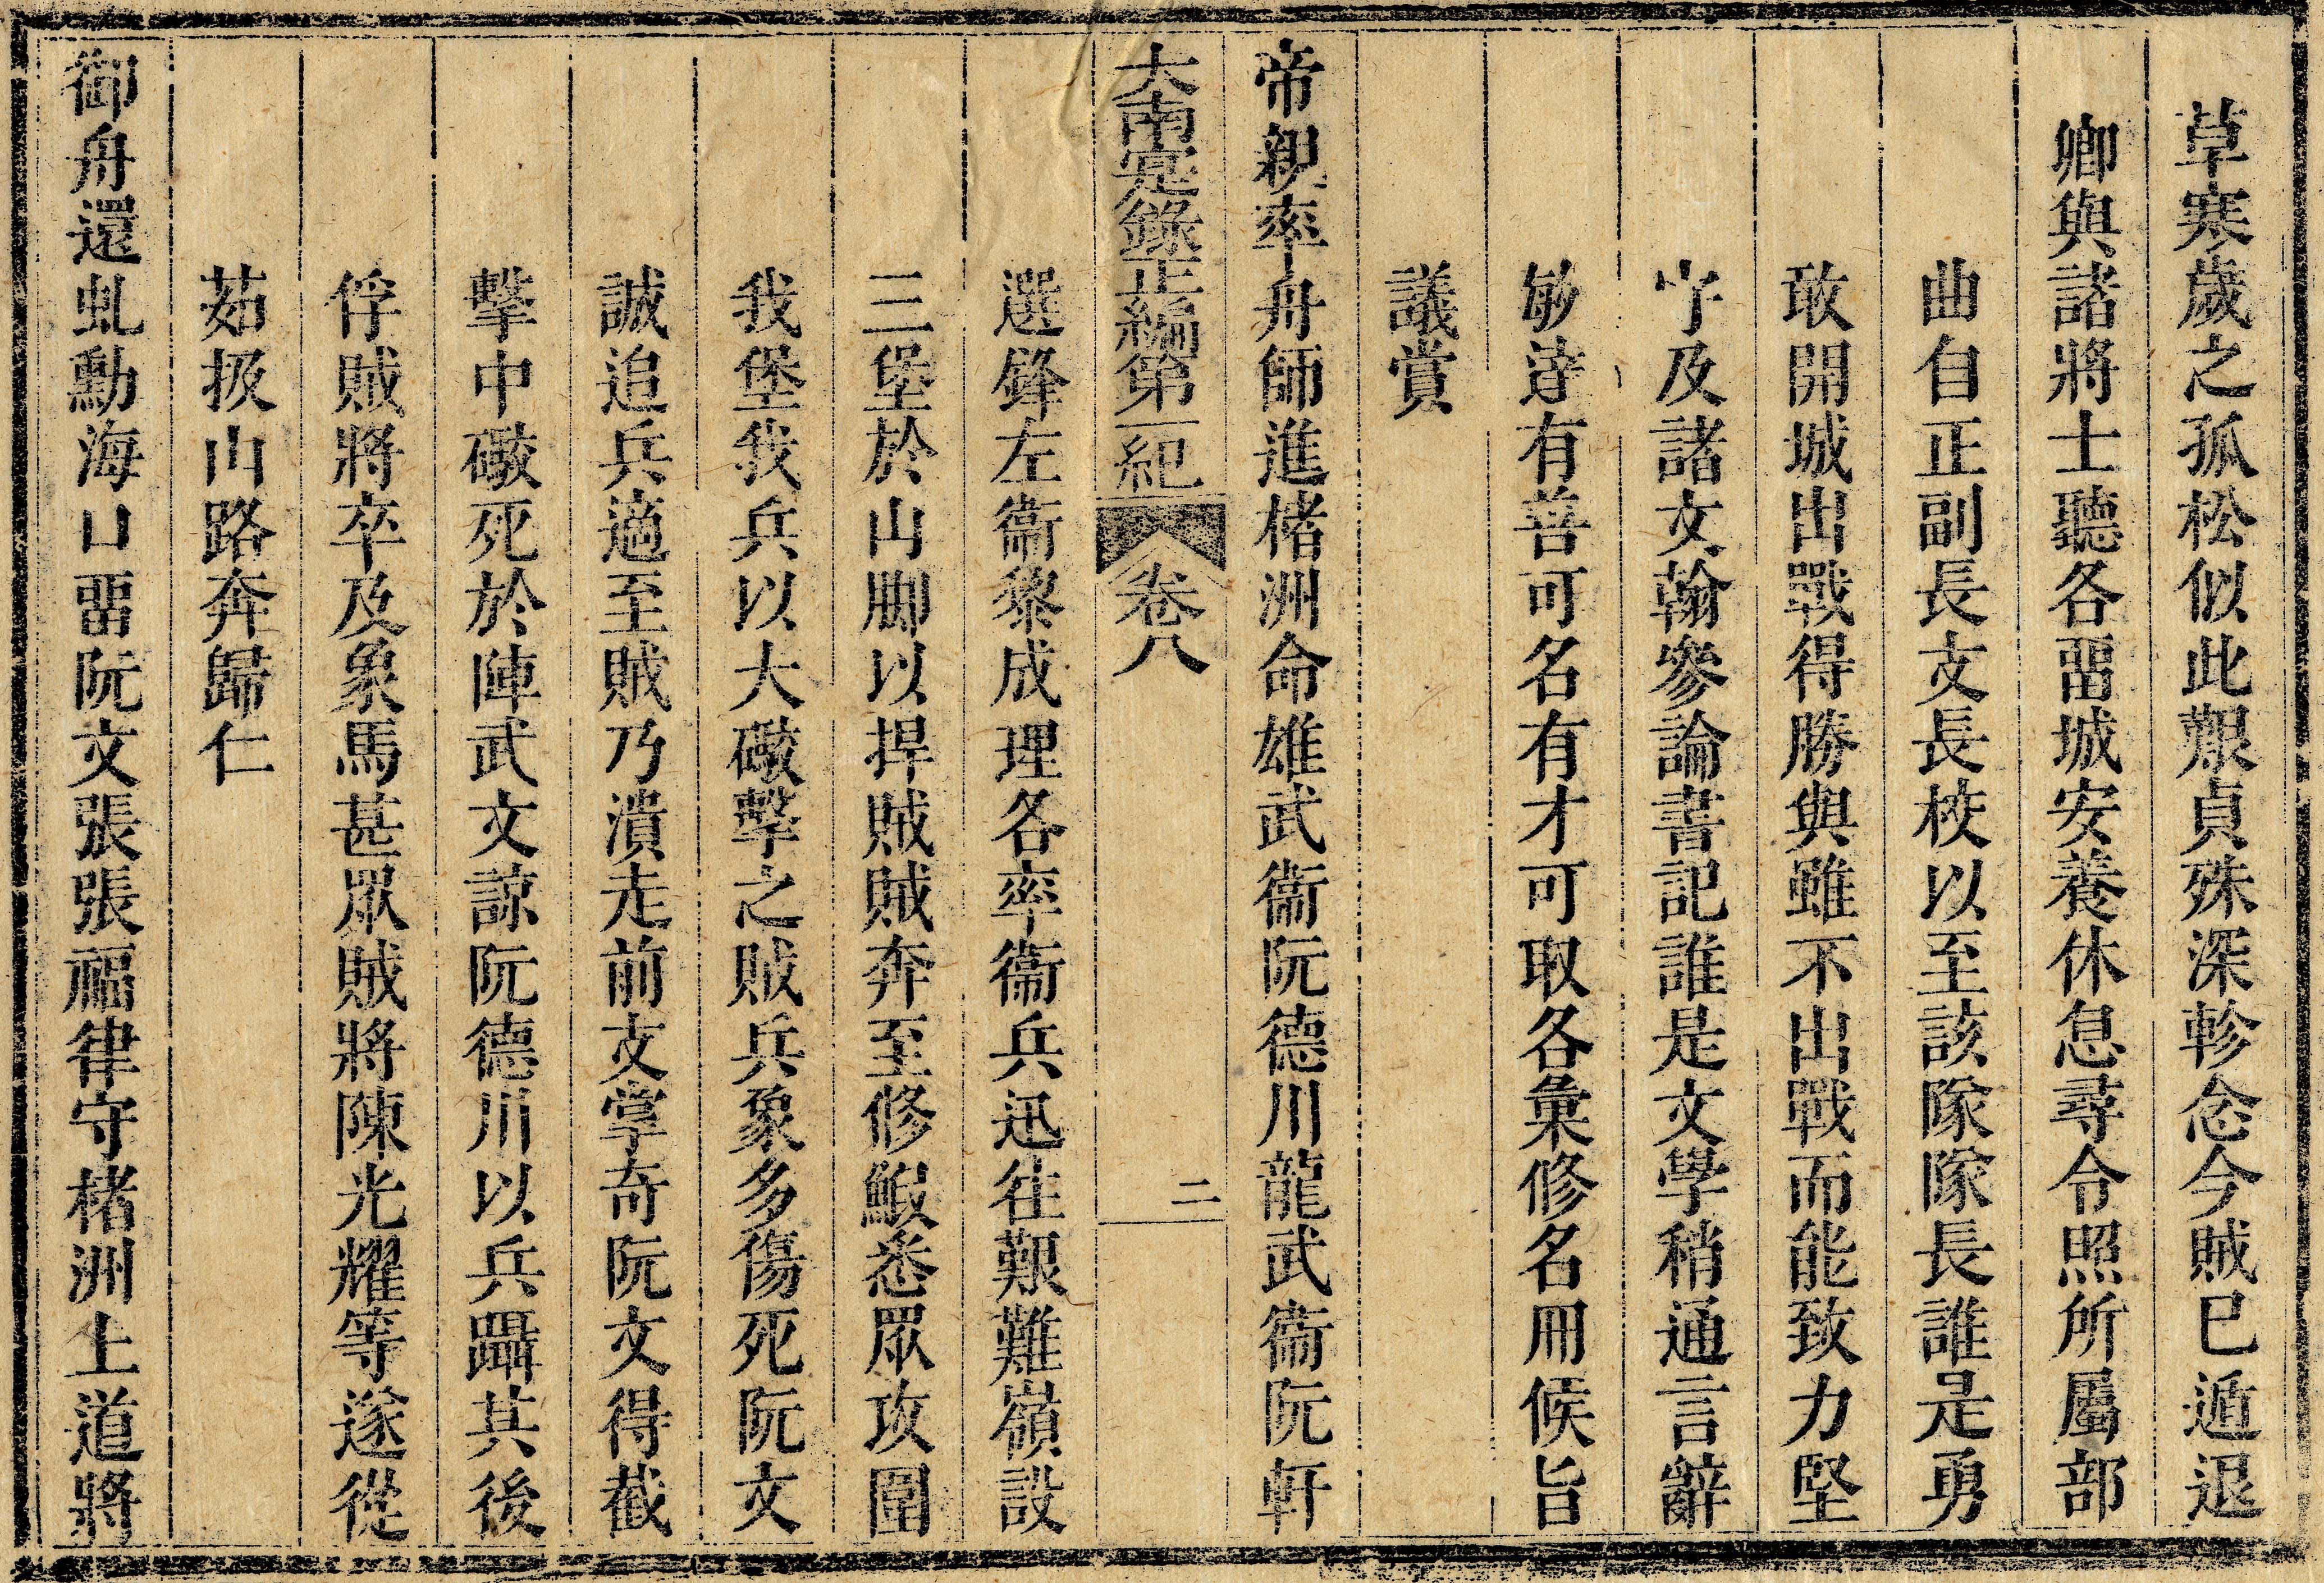 草寒歲之孤松似此艱貞殊深軫念今賊已遁退
卿與諸將士聽各畱城安養休息尋令照所屬部
曲自正副長支長校以至該隊隊長誰是勇
敢開城出戰得勝與雖不出戰而能致力堅
守及諸文翰參論書記誰是文學稍通言辭
敏達有善可名有才可取各彙修名冊候旨
議賞
帝親率舟師進楮洲命雄武衞阮德川龍武衞阮軒
大南寔錄正編第一紀 卷八 二
選鋒左衞黎成理各率衞兵迅往艱難嶺設
三堡於山脚以捍賊賊奔至修鰕悉眾攻圍
我堡我兵以大礮擊之賊兵象多傷死阮文
誠追兵適至賊乃潰走前支掌奇阮文得截
擊中礮死於陣武文諒阮德川以兵躡其後
俘賊將卒及象馬甚眾賊將陳光耀等遂從
茹扱山路奔歸仁
御舟還虬勳海口畱阮文張張福律守楮洲上道將